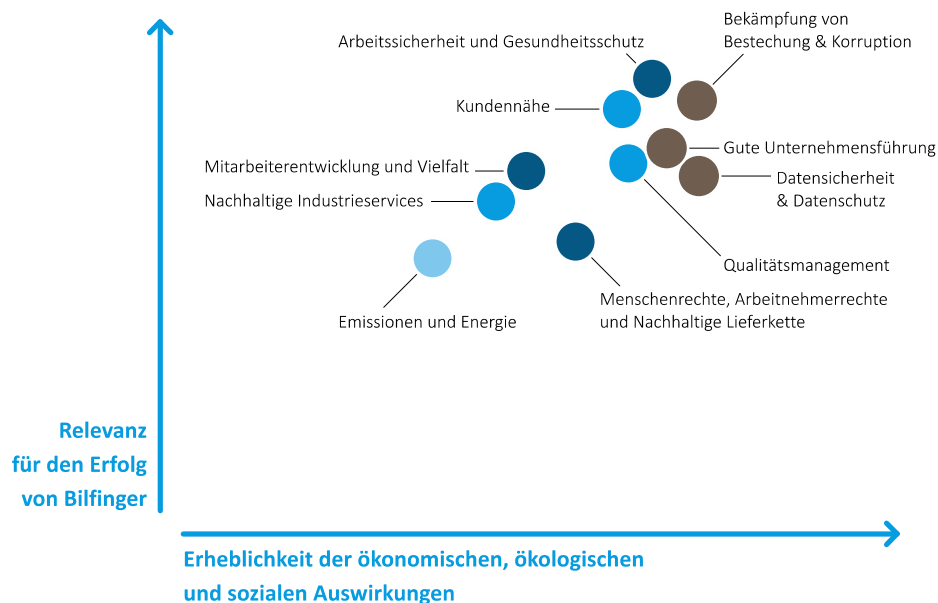 Bekämpfung von
Bestechung & Korruption
Arbeitssicherheit und Gesundheitsschutz
Kundennähe
Gute Unternehmensführung
Mitarbeiterentwicklung und Vielfalt
Datensicherheit
& Datenschutz
Nachhaltige Industrieservices
Qualitätsmanagement
Menschenrechte, Arbeitnehmerrechte
und Nachhaltige Lieferkette
Emissionen und Energie
Relevanz
für den Erfolg
von Bilfinger
Erheblichkeit der ökonomischen, ökologischen
und sozialen Auswirkungen